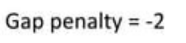 Gap penalty = -2